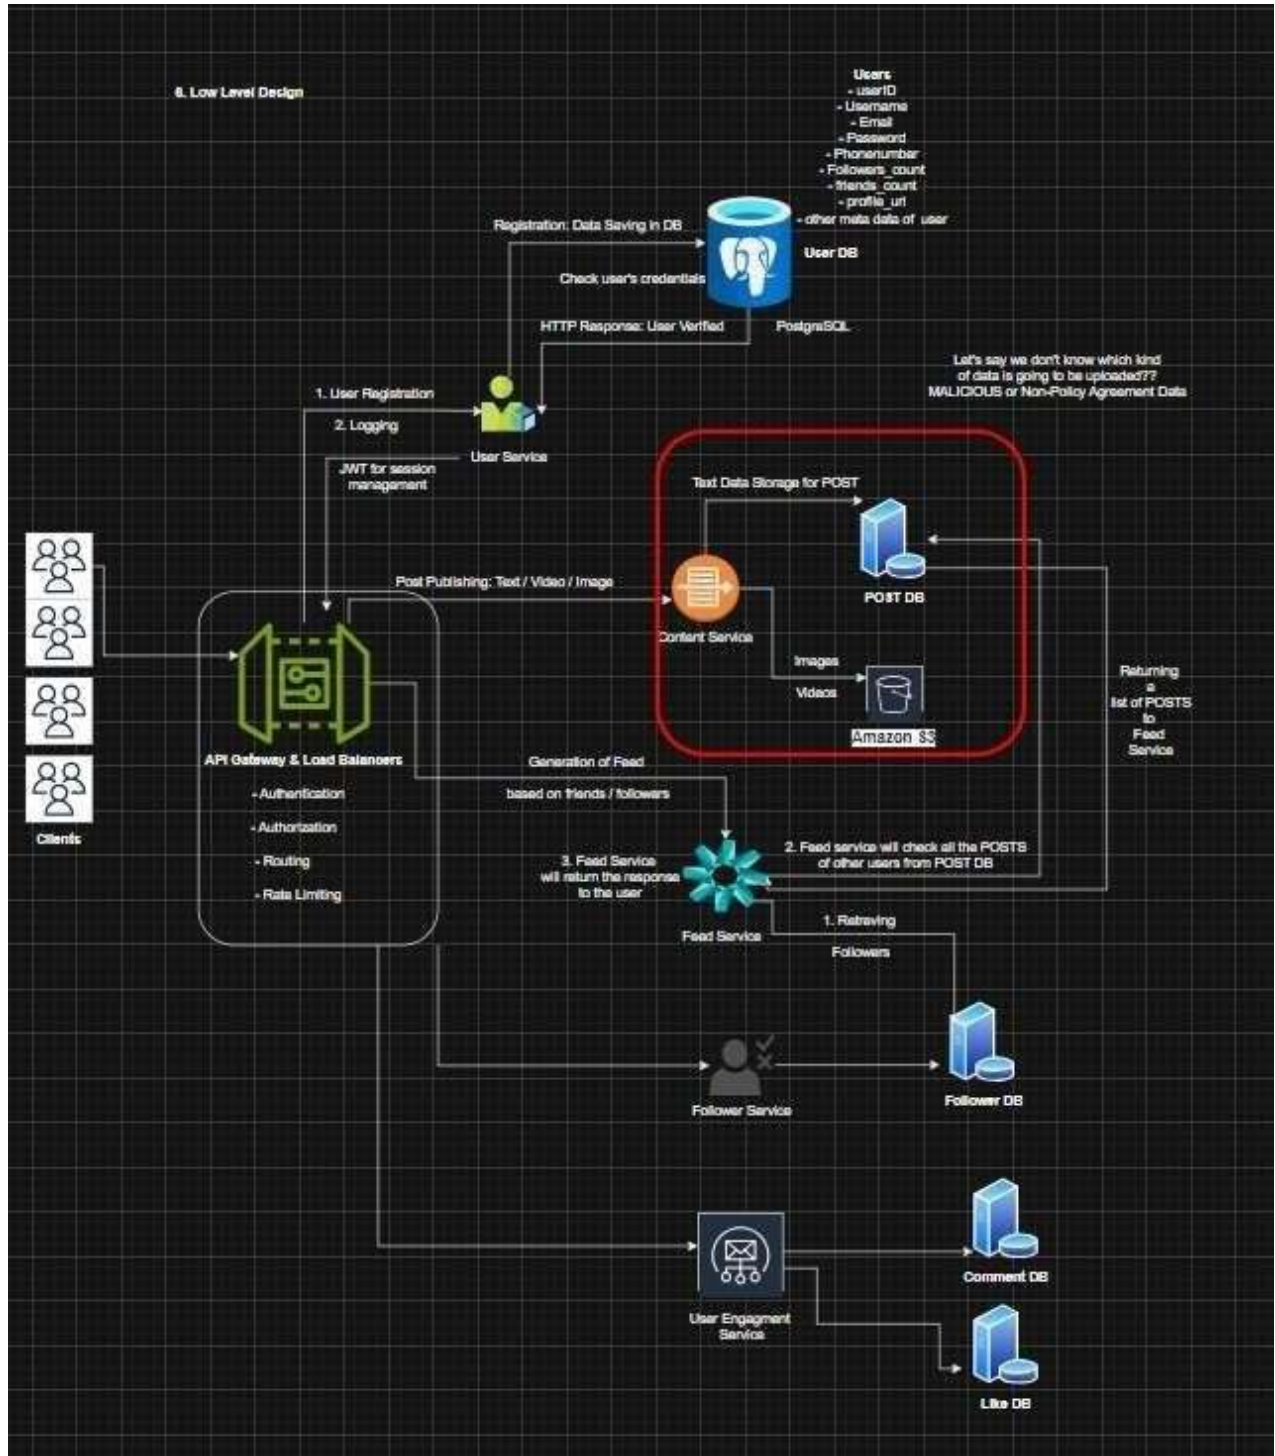 6. Low Level Design
Users
- userID
- Username
- Email
- Password
- Phonenumber
- Followers_count
- friends_count
- profile_url
- other meta data of user
Registration: Data Saving in DB
User DB
Check user's credentials
HTTP Response: User Verified
PostgreSQL
Let's say we don't know which kind
of data is going to be uploaded??
MALICIOUS or Non-Policy Agreement Data
1. User Registration
2. Logging
User Service
JWT for session
management
Text Data Storage for POST
Post Publishing: Text / Video / Image
POST DB
Content Service
Images
Videos
Amazon S3
Returning
a
list of POSTS
to
Feed
Service
API Gateway & Load Balancers
- Authentication
- Authorization
- Routing
- Rate Limiting
Clients
Generation of Feed
based on friends / followers
2. Feed service will check all the POSTS
of other users from POST DB
3. Feed Service
will return the response
to the user
Feed Service
1. Retreving
Followers
Follower Service
Follower DB
Comment DB
User Engagment
Service
Like DB